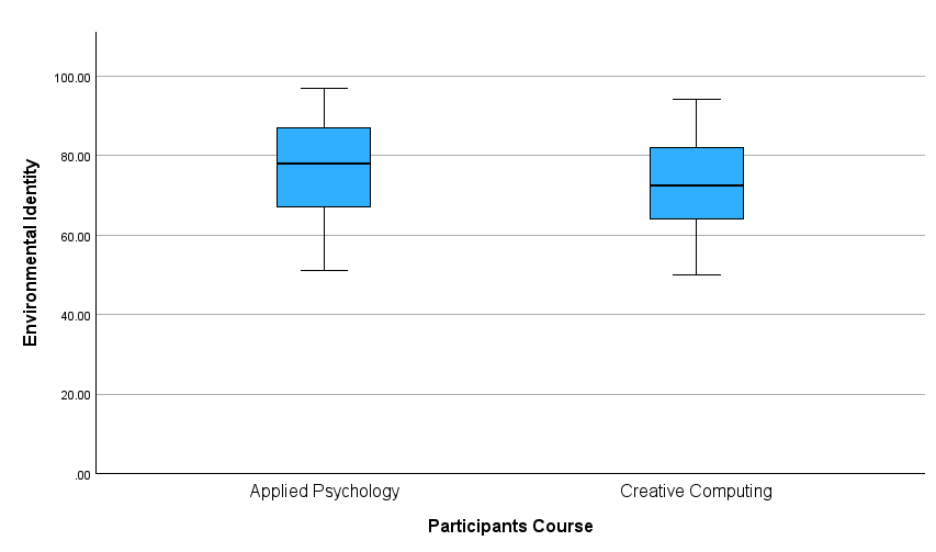 100.00
80.00
60.00
40.00
20.00
.00
Environmental Identity
Applied Psychology
Creative Computing
Participants Course